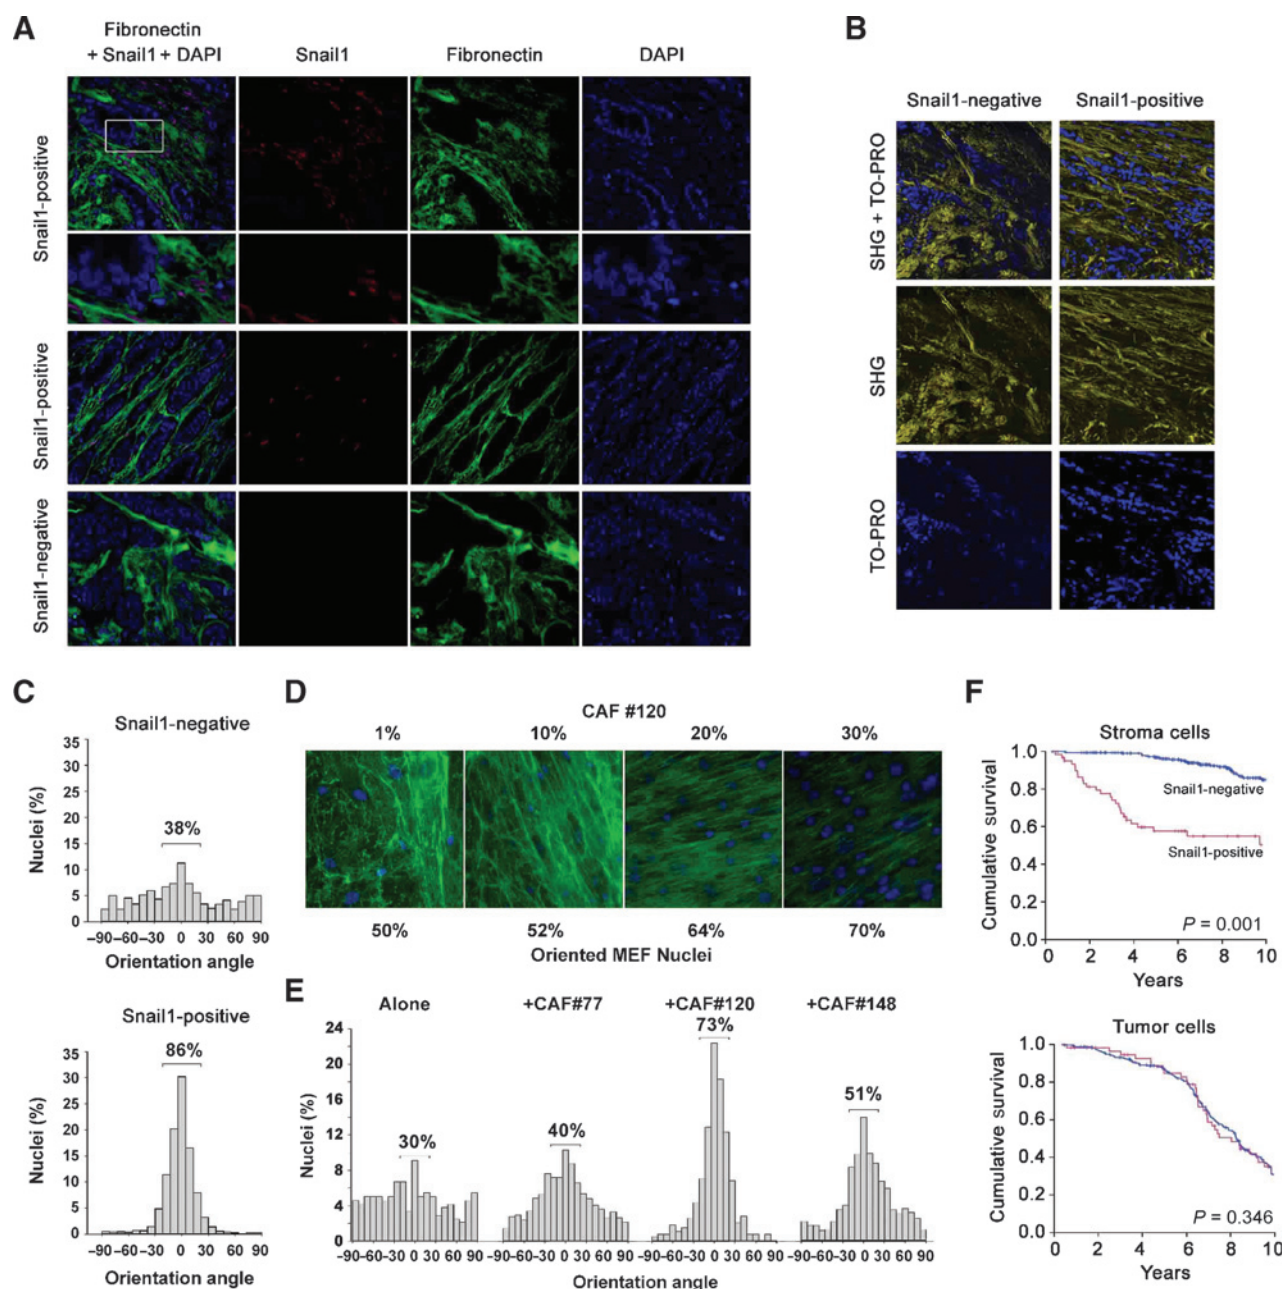 A
Fibronectin
+ Snail1 + DAPI
Snail1
Fibronectin
DAPI
Snail1-positive
Snail1-positive
Snail1-negative
B
Snail1-negative
Snail1-positive
SHG + TO-PRO
SHG
TO-PRO
C
Snail1-negative
Nuclei (%)
35
30
25
20
15
10
5
0
38%
–90–60–30 0 30 60 90
Orientation angle
Snail1-positive
Nuclei (%)
35
30
25
20
15
10
5
0
86%
–90–60–30 0 30 60 90
Orientation angle
D
CAF #120
1% 10% 20% 30%
50% 52% 64% 70%
Oriented MEF Nuclei
E
Alone +CAF#77 +CAF#120 +CAF#148
Nuclei (%)
24
20
16
12
8
4
0
30% 40% 73% 51%
–90–60–30 0 30 60 90 –90–60–30 0 30 60 90 –90–60–30 0 30 60 90 –90–60–30 0 30 60 90
Orientation angle
F
Stroma cells
Cumulative survival
1.0
0.8
0.6
0.4
0.2
0.0
Snail1-negative
Snail1-positive
P = 0.001
0 2 4 6 8 10
Years
Tumor cells
Cumulative survival
1.0
0.8
0.6
0.4
0.2
0.0
P = 0.346
0 2 4 6 8 10
Years